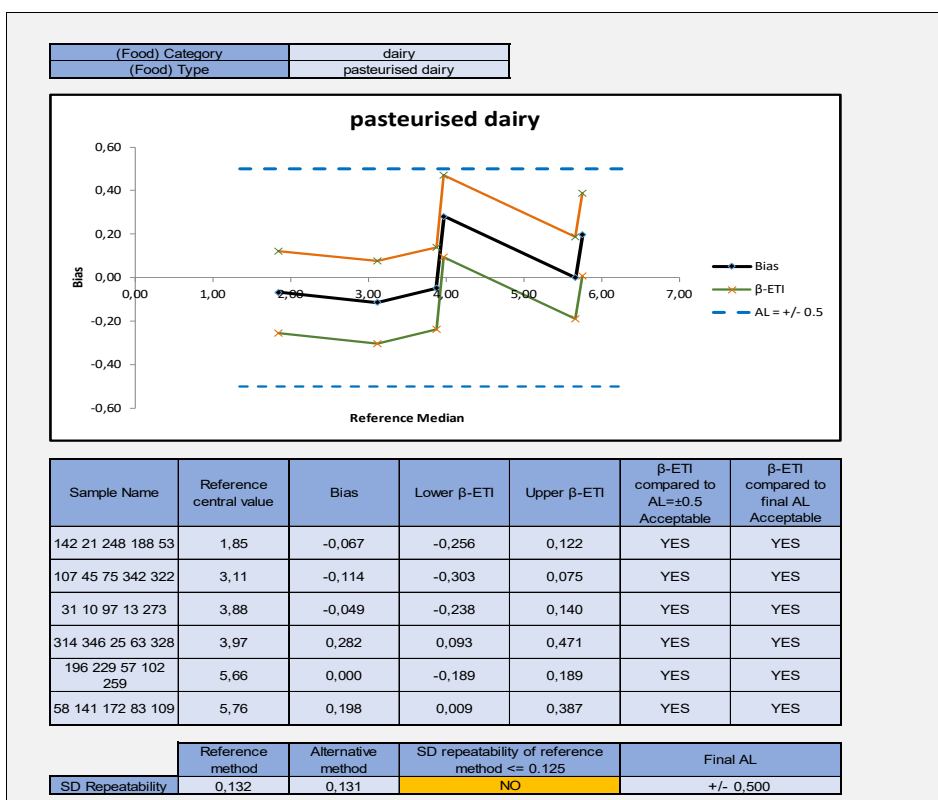 (Food) Category dairy
(Food) Type pasteurised dairy
pasteurised dairy
0,60
0,40
0,20
0,00
-0,20
-0,40
-0,60
0,00 1,00 2,00 3,00 4,00 5,00 6,00 7,00
Bias
Reference Median
Bias
β-ETI
AL = +/- 0.5
Sample Name
Reference
central value
Bias
Lower β-ETI
Upper β-ETI
β-ETI
compared to
AL=±0.5
Acceptable
β-ETI
compared to
final AL
Acceptable
142 21 248 188 53 1,85 -0,067 -0,256 0,122 YES YES
107 45 75 342 322 3,11 -0,114 -0,303 0,075 YES YES
31 10 97 13 273 3,88 -0,049 -0,238 0,140 YES YES
314 346 25 63 328 3,97 0,282 0,093 0,471 YES YES
196 229 57 102
259 5,66 0,000 -0,189 0,189 YES YES
58 141 172 83 109 5,76 0,198 0,009 0,387 YES YES
Reference
method
Alternative
method
SD repeatability of reference
method <= 0.125
Final AL
SD Repeatability 0,132 0,131 NO +/- 0,500